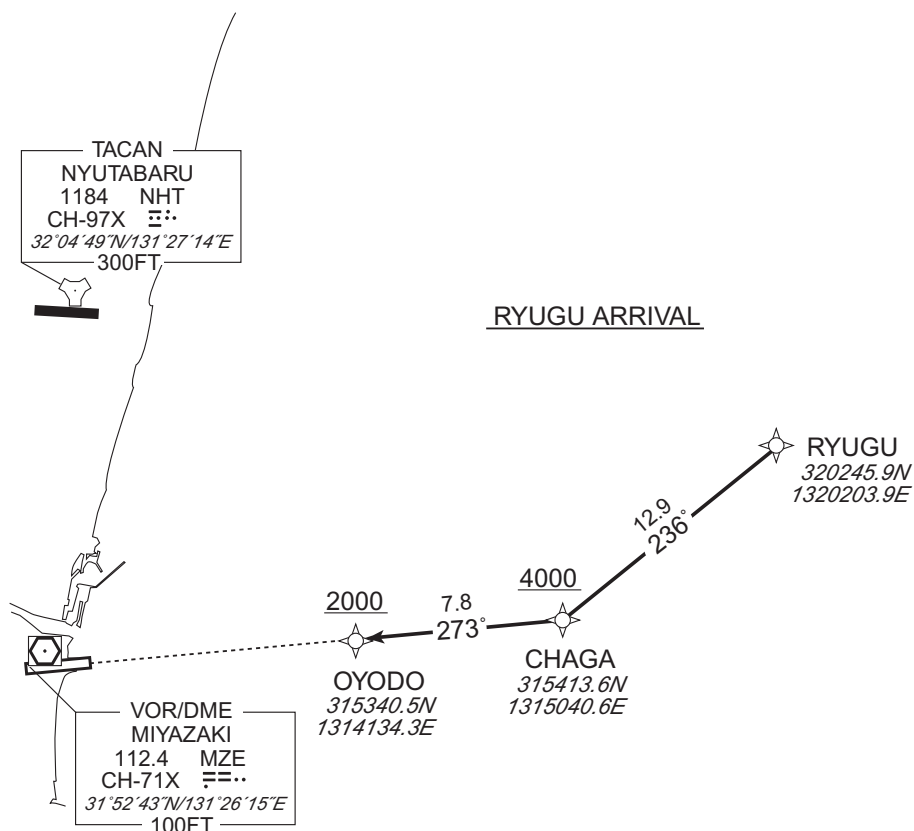 TACAN
NYUTABARU
1184 NHT
CH-97X
32°04´49˝N/131°27´14˝E
300FT
RYUGU ARRIVAL
RYUGU
320245.9N
1320203.9E
12.9
236°
4000
CHAGA
315413.6N
1315040.6E
7.8
273°
2000
OYODO
315340.5N
1314134.3E
VOR/DME
MIYAZAKI
112.4 MZE
CH-71X
31°52´43˝N/131°26´15˝E
100FT